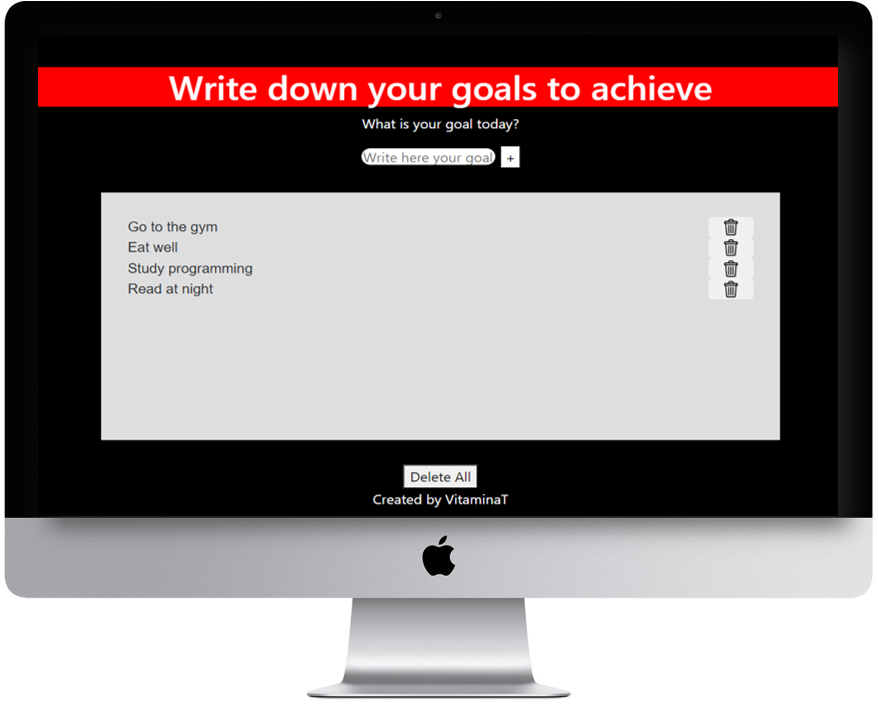 Write down your goals to achieve
What is your goal today?
Write here your goal +
Go to the gym
Eat well
Study programming
Read at night
Delete All
Created by VitaminaT